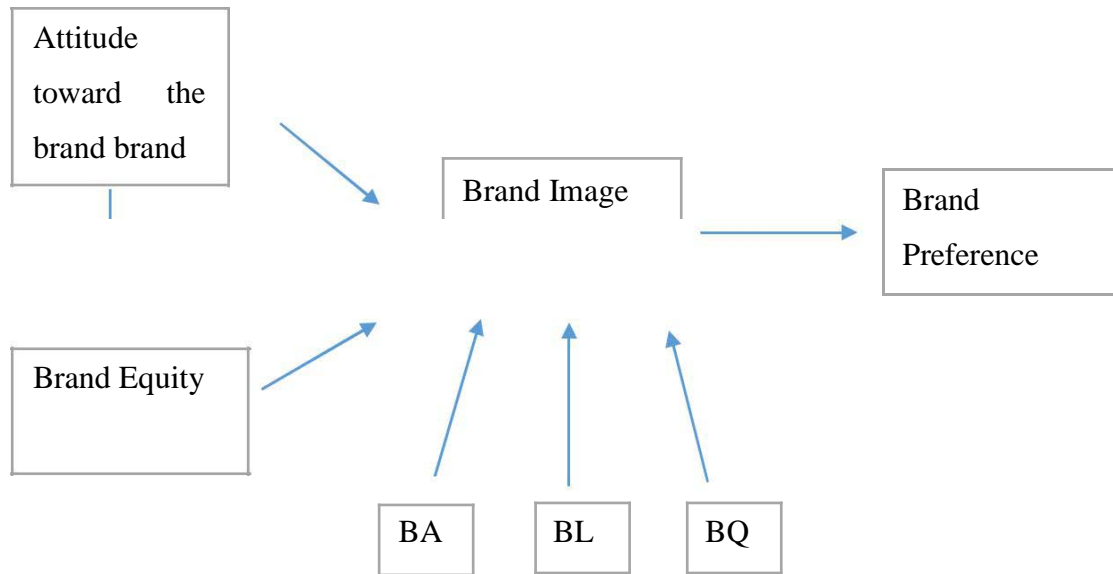 Attitude
toward the
brand brand
Brand Image
Brand
Preference
Brand Equity
BA
BL
BQ